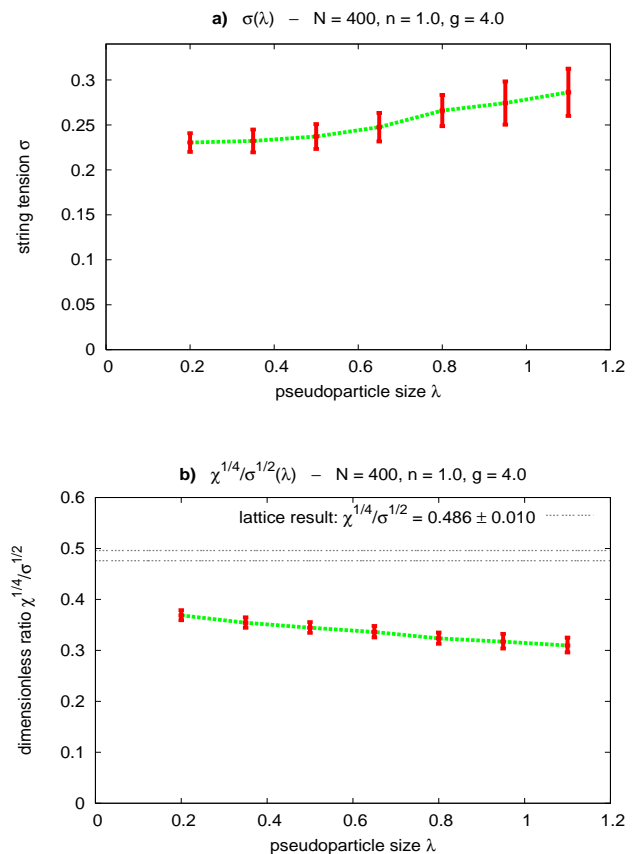 a) σ(λ) – N = 400, n = 1.0, g = 4.0
0.3
0.25
0.2
0.15
0.1
0.05
0
string tension σ
0 0.2 0.4 0.6 0.8 1 1.2
pseudoparticle size λ
b) χ^{1/4}/σ^{1/2}(λ) – N = 400, n = 1.0, g = 4.0
0.6
lattice result: χ^{1/4}/σ^{1/2} = 0.486 ± 0.010
0.5
0.4
0.3
0.2
0.1
0
dimensionless ratio χ^{1/4}/σ^{1/2}
0 0.2 0.4 0.6 0.8 1 1.2
pseudoparticle size λ